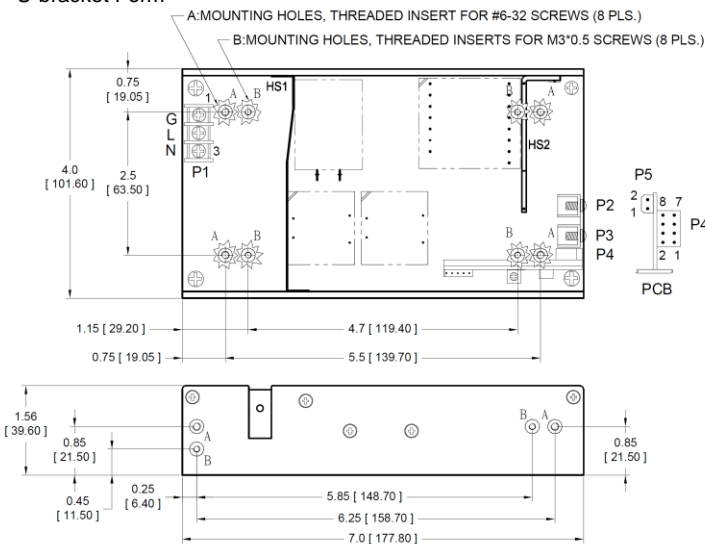 A:MOUNTING HOLES, THREADED INSERT FOR #6-32 SCREWS (8 PLS.)
B:MOUNTING HOLES, THREADED INSERTS FOR M3*0.5 SCREWS (8 PLS.)
0.75
[ 19.05 ]
4.0
[ 101.60 ]
2.5
[ 63.50 ]
G
L
N
1
3
P1
A
B
HS1
B
A
HS2
A
B
B
A
P2
P3
P4
P5
2
1
8 7
P4
2 1
PCB
1.15 [ 29.20 ]
4.7 [ 119.40 ]
0.75 [ 19.05 ]
5.5 [ 139.70 ]
1.56
[ 39.60 ]
0.85
[ 21.50 ]
0.45
[ 11.50 ]
A
B
B
A
0.85
[ 21.50 ]
0.25
[ 6.40 ]
5.85 [ 148.70 ]
6.25 [ 158.70 ]
7.0 [ 177.80 ]